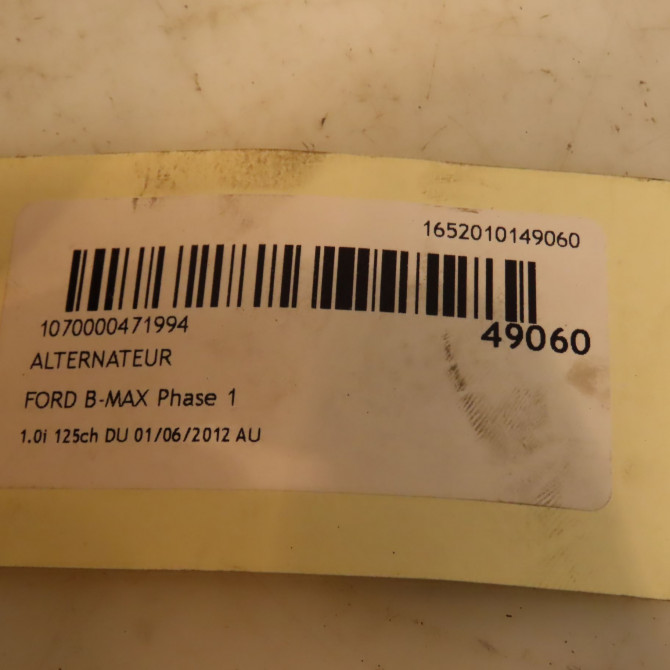 1652010149060
1070000471994
49060
ALTERNATEUR
FORD B-MAX Phase 1
1.0i 125ch DU 01/06/2012 AU